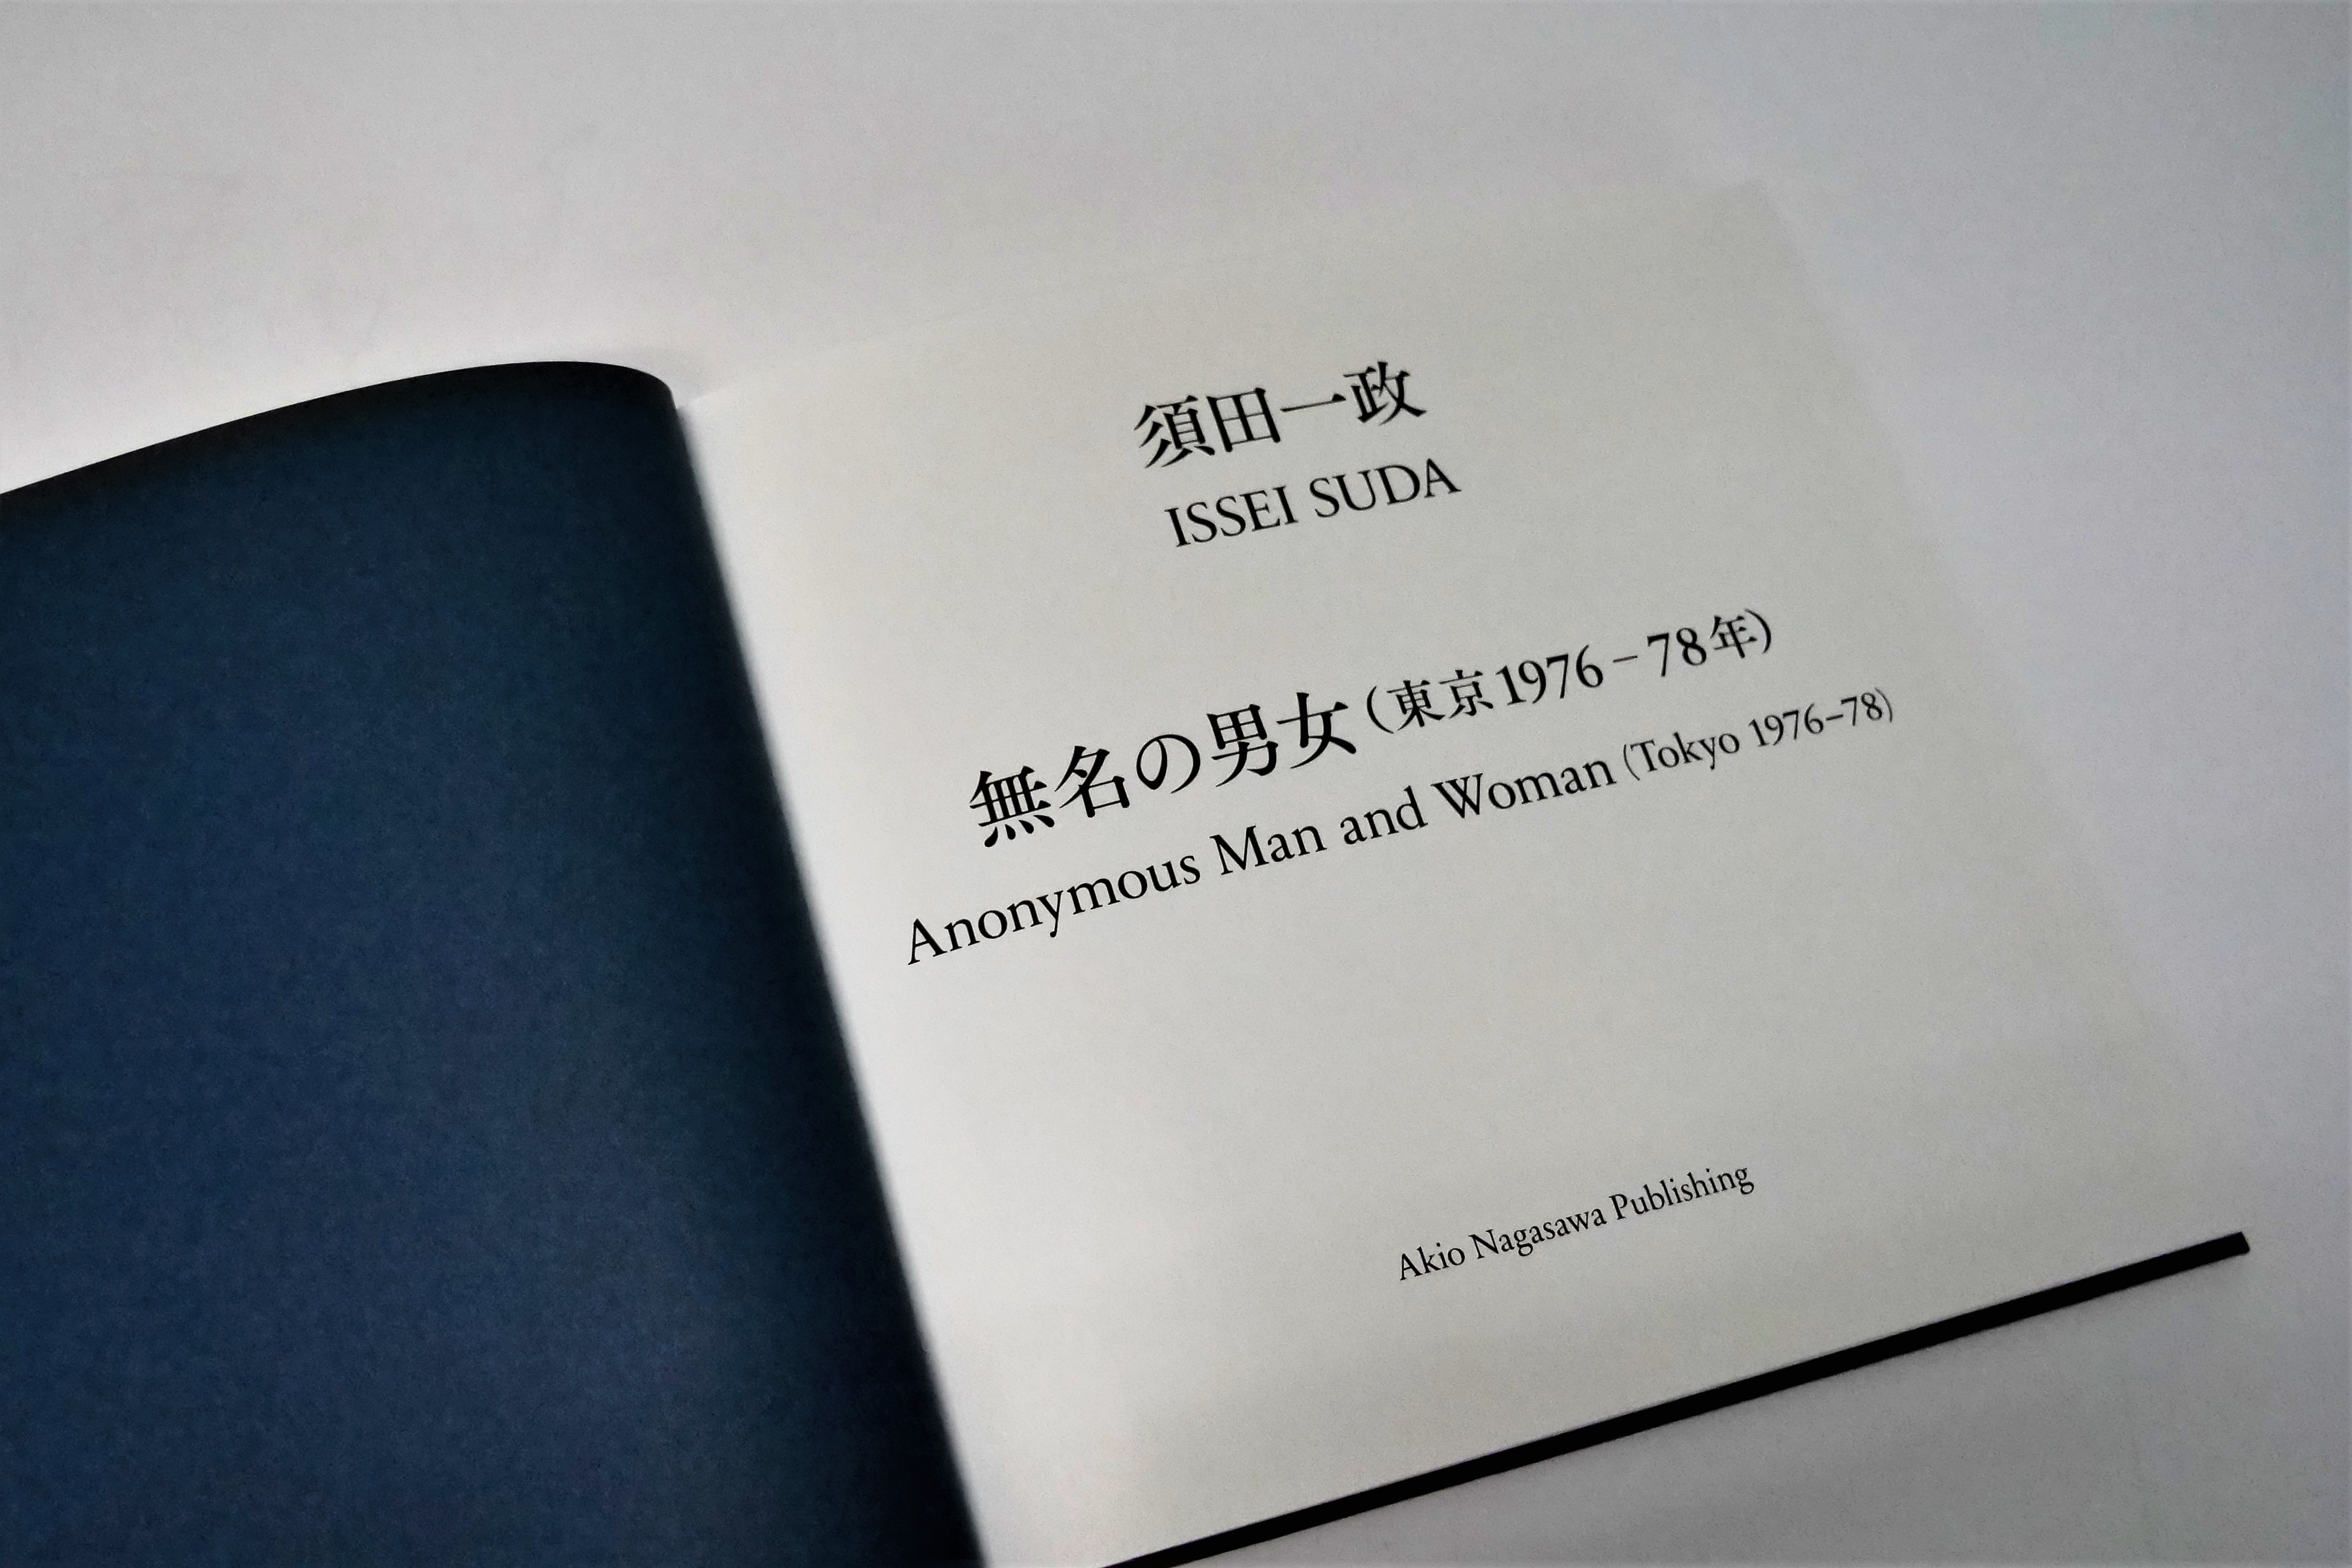 須田一政
ISSEI SUDA
無名の男女(東京1976–78年)
Anonymous Man and Woman (Tokyo 1976–78)
Akio Nagasawa Publishing